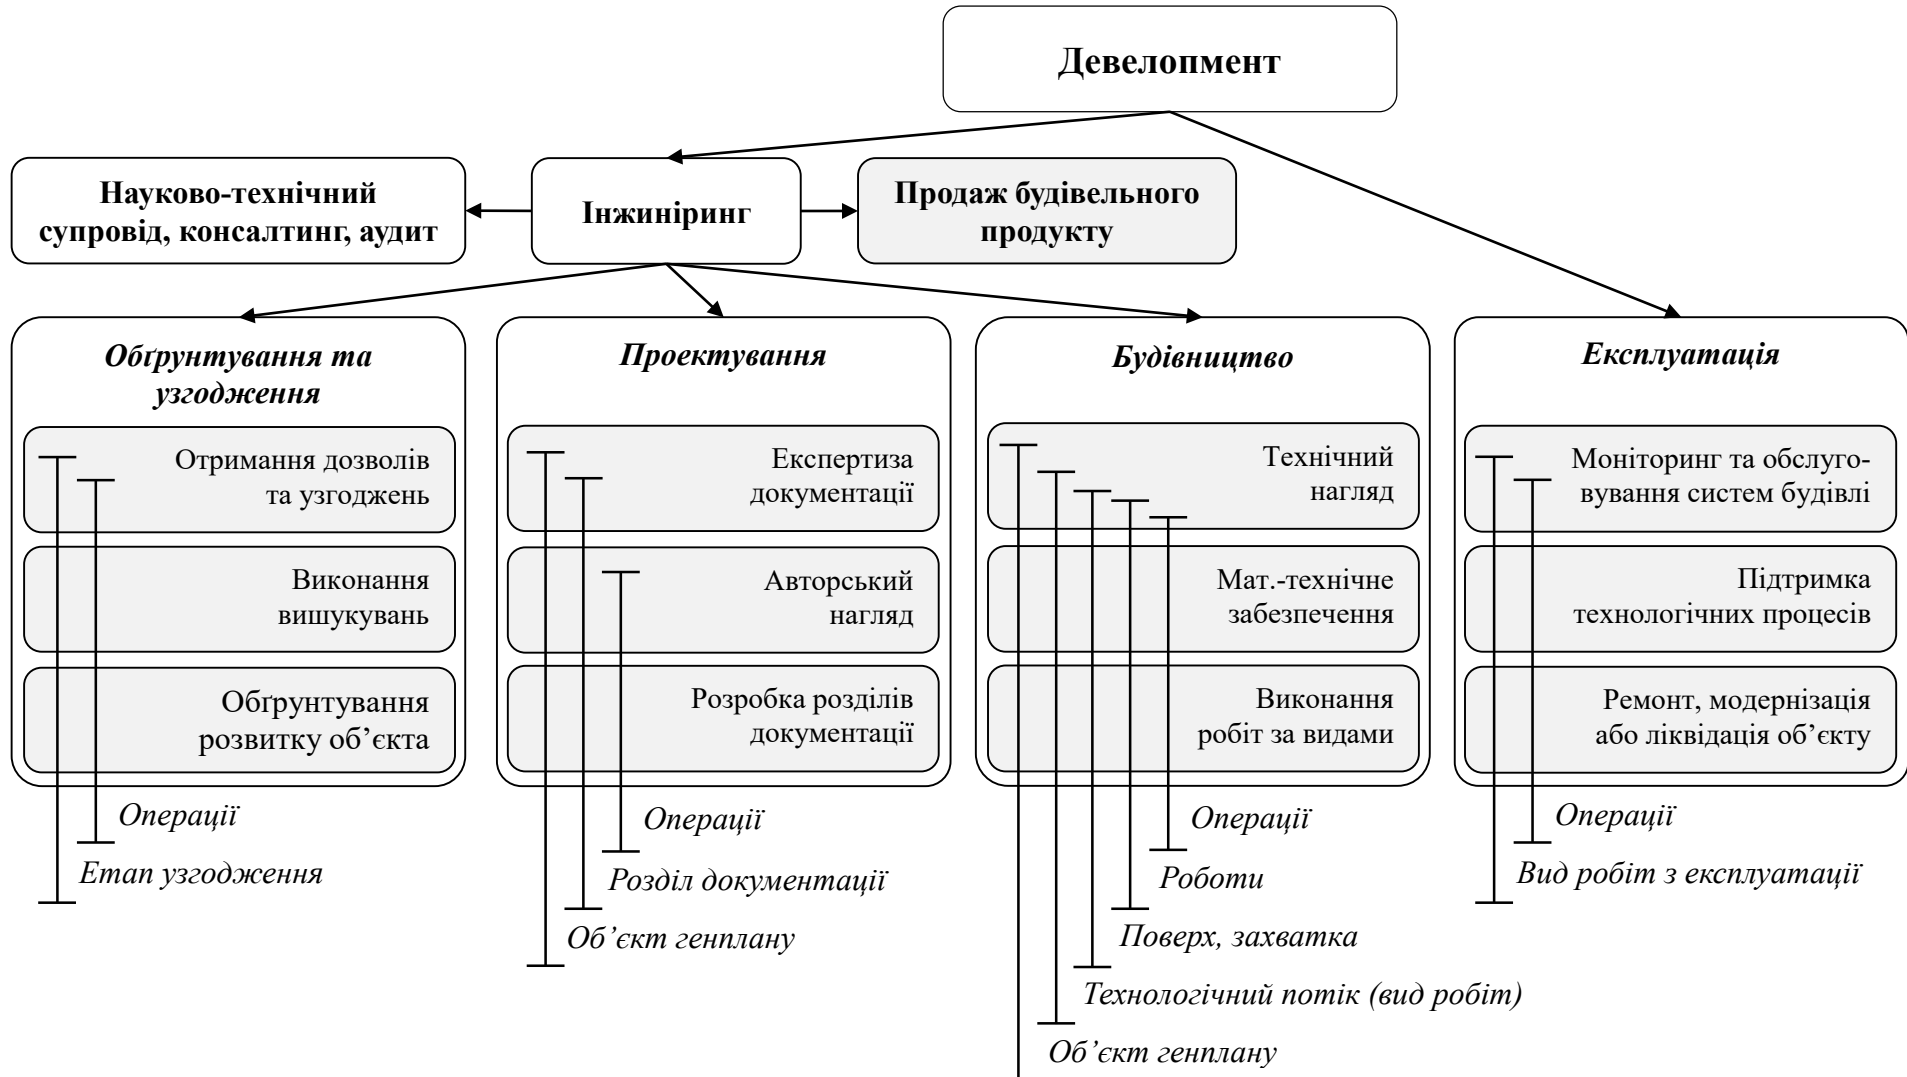 Девелопмент
Науково-технічний
супровід, консалтинг, аудит
Інжиніринг
Продаж будівельного
продукту
Обґрунтування та
узгодження
Отримання дозволів
та узгоджень
Виконання
вишукувань
Обґрунтування
розвитку об’єкта
Операції
Етап узгодження
Проектування
Експертиза
документації
Авторський
нагляд
Розробка розділів
документації
Операції
Розділ документації
Об’єкт генплану
Будівництво
Технічний
нагляд
Мат.-технічне
забезпечення
Виконання
робіт за видами
Операції
Роботи
Поверх, захватка
Технологічний потік (вид робіт)
Об’єкт генплану
Експлуатація
Моніторинг та обслуго-
вування систем будівлі
Підтримка
технологічних процесів
Ремонт, модернізація
або ліквідація об’єкту
Операції
Вид робіт з експлуатації